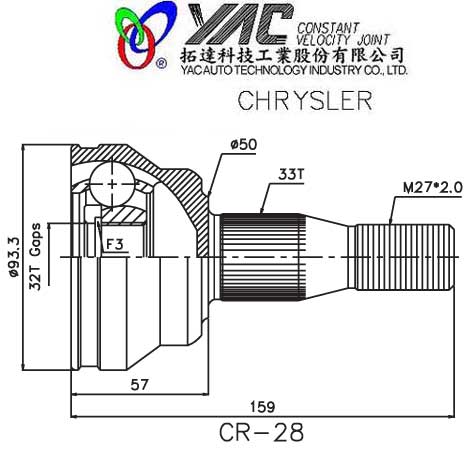 YAC CONSTANT
VELOCITY JOINT
拓達科技工業股份有限公司
YAC AUTO TECHNOLOGY INDUSTRY CO., LTD.
CHRYSLER
ø50
33T
M27*2.0
ø93.3
32T Gaps
F3
57
159
CR-28